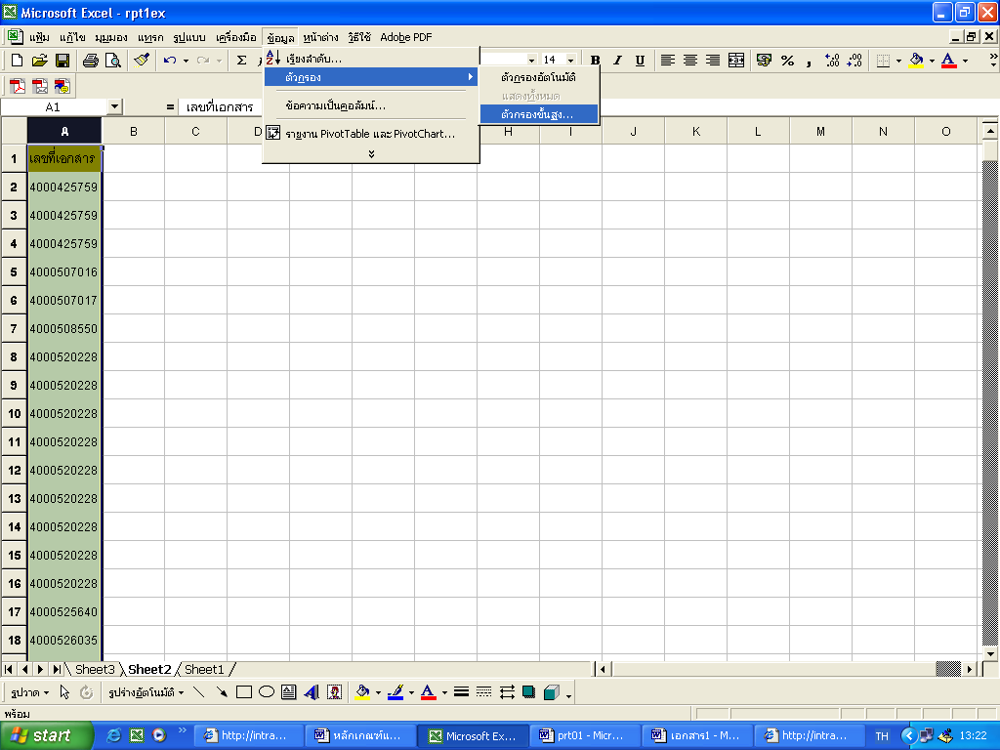 Microsoft Excel - rpt1ex
แฟ้ม แก้ไข มุมมอง แทรก รูปแบบ เครื่องมือ ข้อมูล หน้าต่าง วิธีใช้ Adobe PDF
เรียงลำดับ...
14 B I U
ตัวกรอง
ตัวกรองอัตโนมัติ
แสดงทั้งหมด
ข้อความเป็นคอลัมน์...
A1 = เลขที่เอกสาร
ตัวกรองขั้นสูง...
รายงาน PivotTable และ PivotChart...
A B C D H I J K L M N O
1 เลขที่เอกสาร
2 4000425759
3 4000425759
4 4000425759
5 4000507016
6 4000507017
7 4000508550
8 4000520228
9 4000520228
10 4000520228
11 4000520228
12 4000520228
13 4000520228
14 4000520228
15 4000520228
16 4000520228
17 4000525640
18 4000526035
Sheet3 Sheet2 Sheet1
รูปวาด รูปร่างอัตโนมัติ
พร้อม
start http://intra... หลักเกณฑ์แ... Microsoft Ex... prt01 - Micr... เอกสาร1 - M... http://intra... TH 13:22